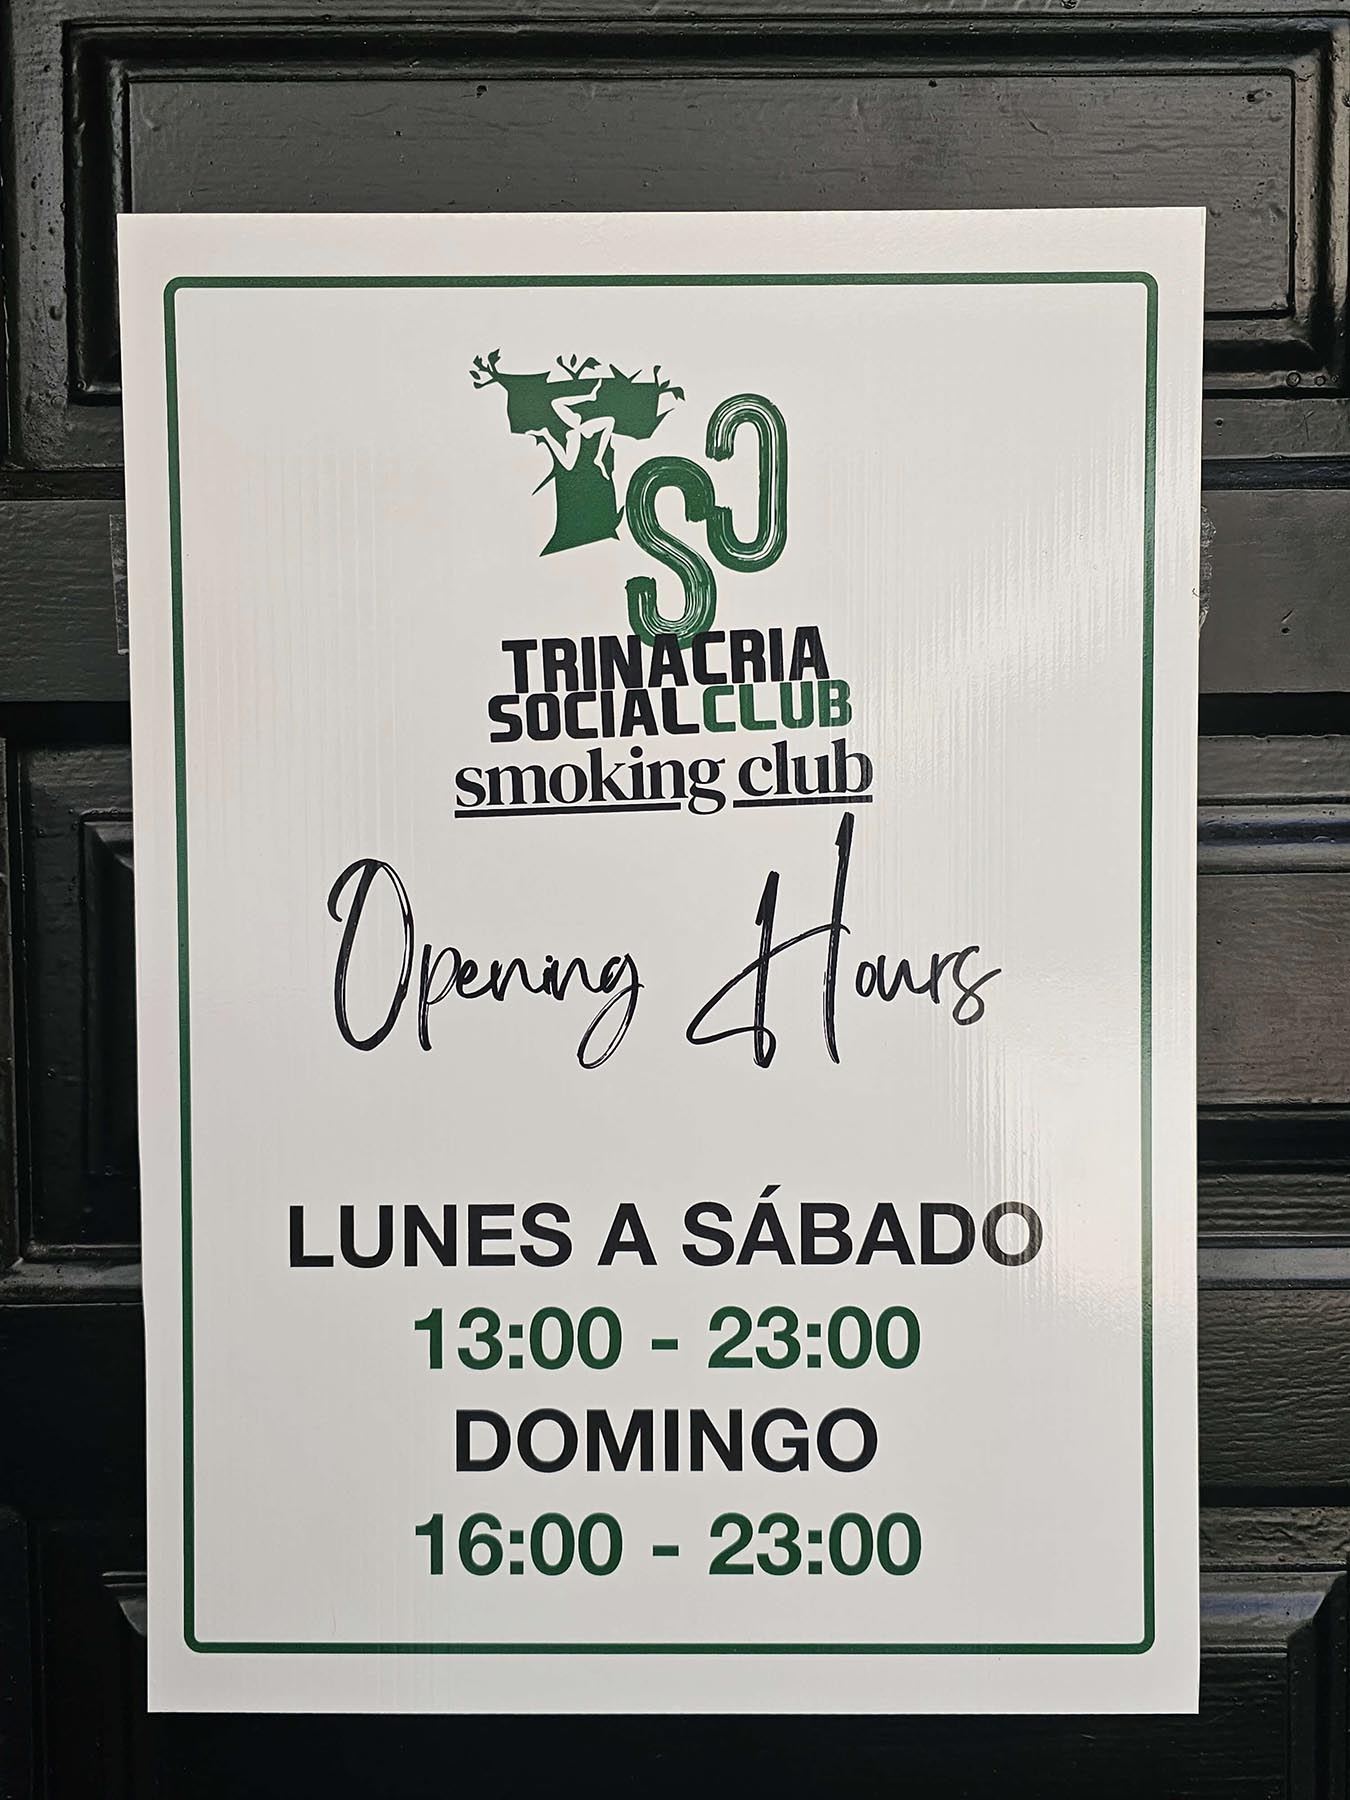 TSC
TRINACRIA
SOCIALCLUB
smoking club
Opening Hours
LUNES A SÁBADO
13:00 - 23:00
DOMINGO
16:00 - 23:00